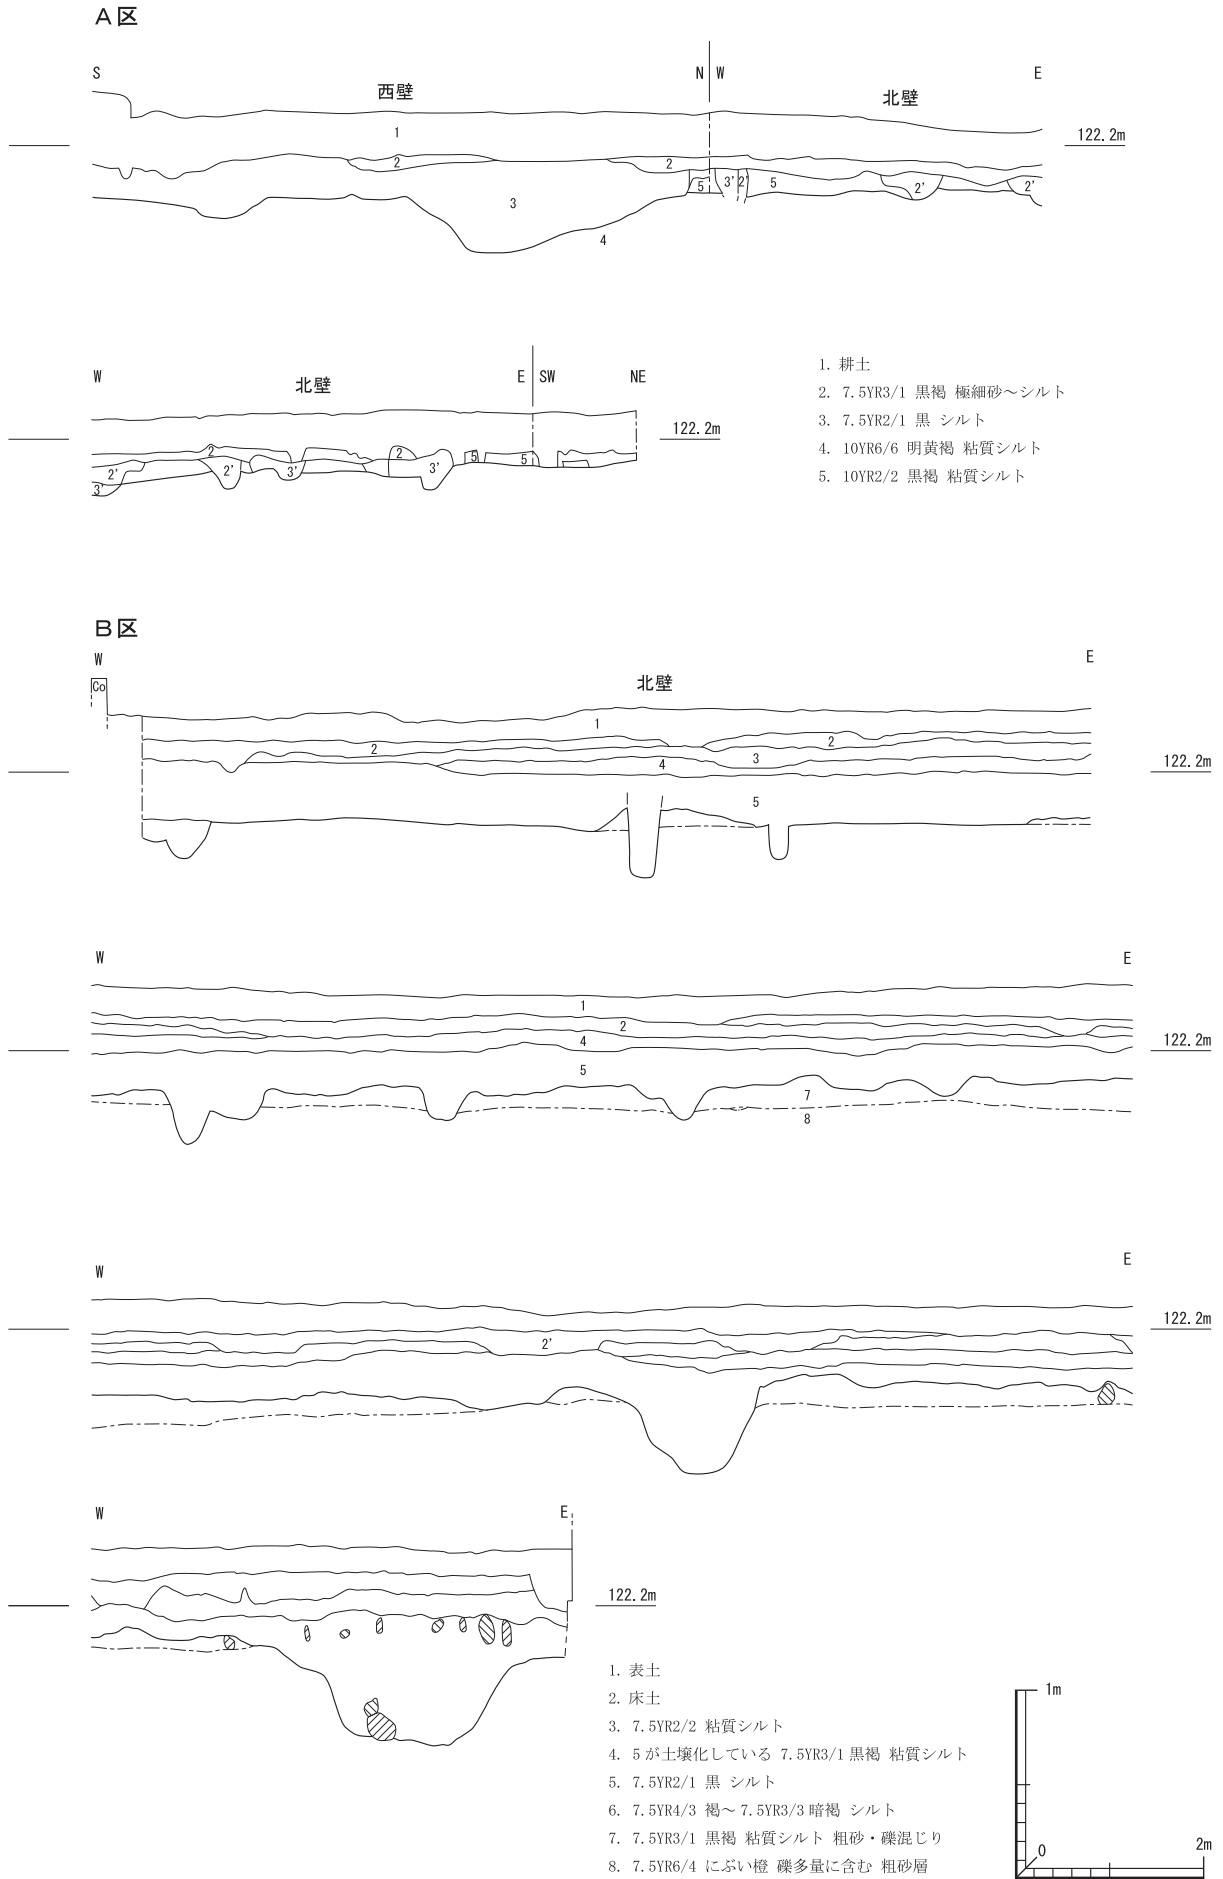 A区
S
西壁
N
W
北壁
E
1
122.2m
2
2
5
3'
2'
5
2'
2'
3
4
W
北壁
E
SW
NE
122.2m
2
2
5
5
2'
2'
3'
3'
3'
1. 耕土
2. 7.5YR3/1 黒褐 極細砂～シルト
3. 7.5YR2/1 黒 シルト
4. 10YR6/6 明黄褐 粘質シルト
5. 10YR2/2 黒褐 粘質シルト
B区
W
E
Co
北壁
1
2
2
3
4
122.2m
5
W
E
1
2
4
122.2m
5
7
8
W
E
122.2m
2'
W
E
122.2m
1. 表土
2. 床土
3. 7.5YR2/2 粘質シルト
4. 5が土壌化している 7.5YR3/1黒褐 粘質シルト
5. 7.5YR2/1 黒 シルト
6. 7.5YR4/3 褐～7.5YR3/3暗褐 シルト
7. 7.5YR3/1 黒褐 粘質シルト 粗砂・礫混じり
8. 7.5YR6/4 にぶい橙 礫多量に含む 粗砂層
1m
0
2m